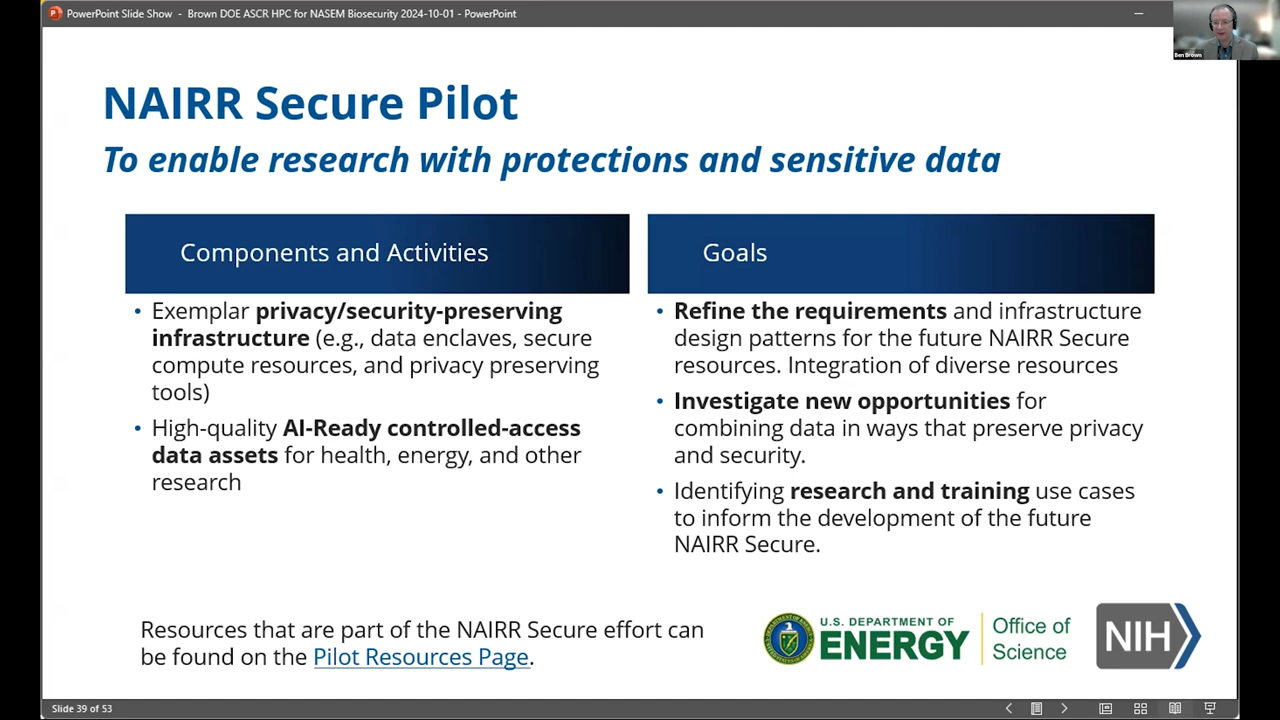 PowerPoint Slide Show - Brown DOE ASCR HPC for NASEM Biosecurity 2024-10-01 - PowerPoint
Ben Brown
NAIRR Secure Pilot
To enable research with protections and sensitive data
Components and Activities
• Exemplar privacy/security-preserving
infrastructure (e.g., data enclaves, secure
compute resources, and privacy preserving
tools)
• High-quality AI-Ready controlled-access
data assets for health, energy, and other
research
Goals
• Refine the requirements and infrastructure
design patterns for the future NAIRR Secure
resources. Integration of diverse resources
• Investigate new opportunities for
combining data in ways that preserve privacy
and security.
• Identifying research and training use cases
to inform the development of the future
NAIRR Secure.
Resources that are part of the NAIRR Secure effort can
be found on the Pilot Resources Page.
U.S. DEPARTMENT OF
ENERGY
Office of
Science
NIH
Slide 39 of 53